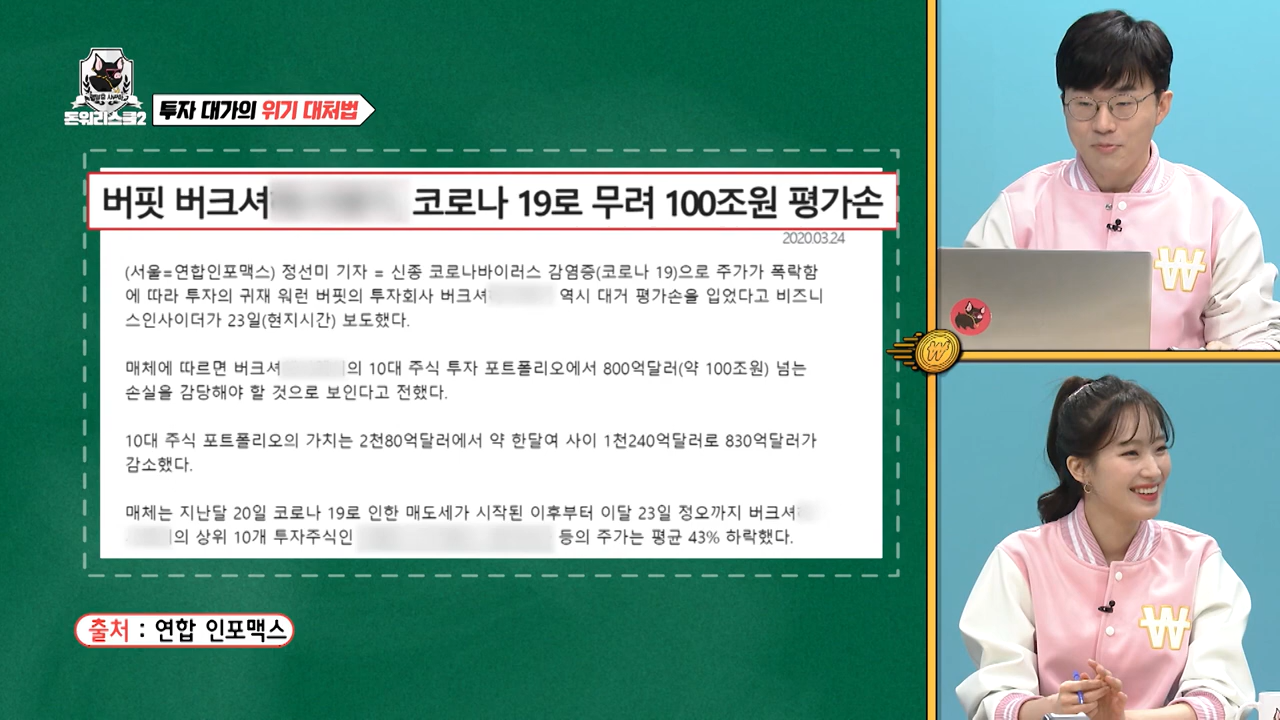 돈워리스쿨2
투자 대가의 위기 대처법
버핏 버크셔 코로나 19로 무려 100조원 평가손
2020.03.24
(서울=연합인포맥스) 정선미 기자 = 신종 코로나바이러스 감염증(코로나 19)으로 주가가 폭락함
에 따라 투자의 귀재 워런 버핏의 투자회사 버크셔 역시 대거 평가손을 입었다고 비즈니
스인사이더가 23일(현지시간) 보도했다.
매체에 따르면 버크셔 의 10대 주식 투자 포트폴리오에서 800억달러(약 100조원) 넘는
손실을 감당해야 할 것으로 보인다고 전했다.
10대 주식 포트폴리오의 가치는 2천80억달러에서 약 한달여 사이 1천240억달러로 830억달러가
감소했다.
매체는 지난달 20일 코로나 19로 인한 매도세가 시작된 이후부터 이달 23일 정오까지 버크셔
의 상위 10개 투자주식인 등의 주가는 평균 43% 하락했다.
출처 : 연합 인포맥스
W
W
W